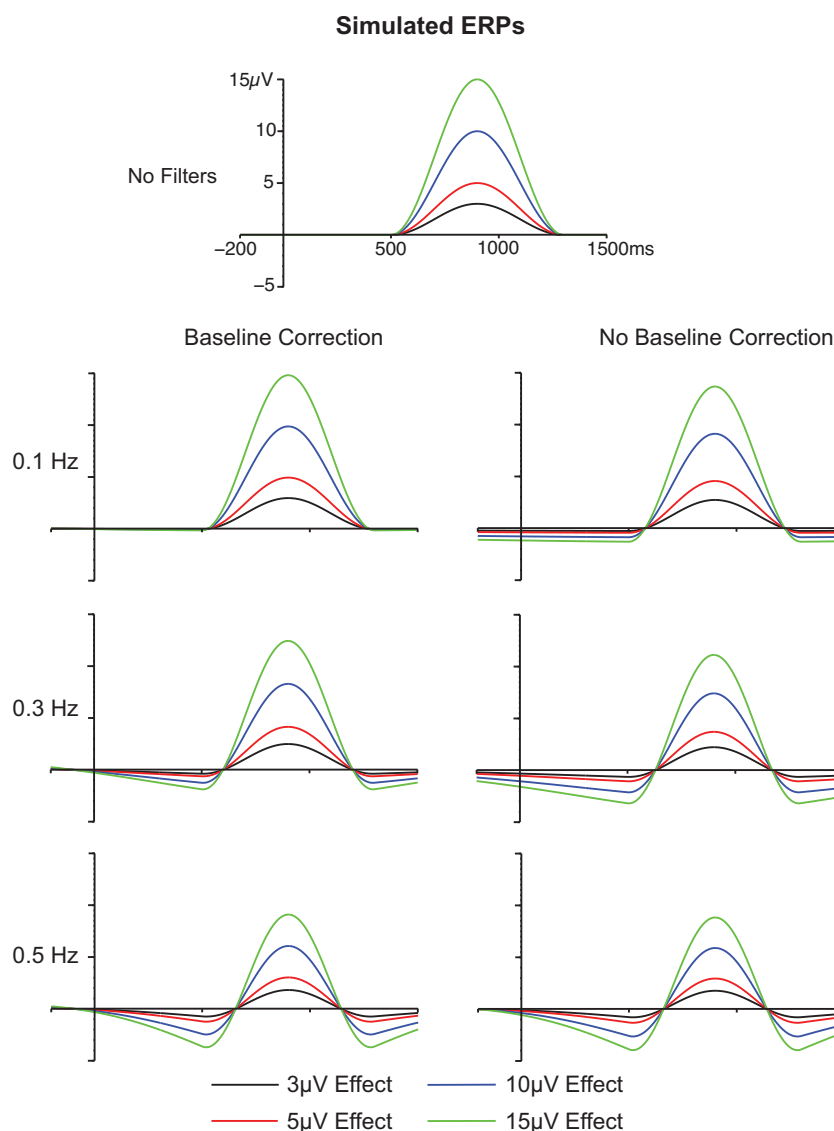 Simulated ERPs
15µV
10
No Filters
5
−200
500
1000
1500ms
−5
Baseline Correction
No Baseline Correction
0.1 Hz
0.3 Hz
0.5 Hz
3µV Effect
10µV Effect
5µV Effect
15µV Effect